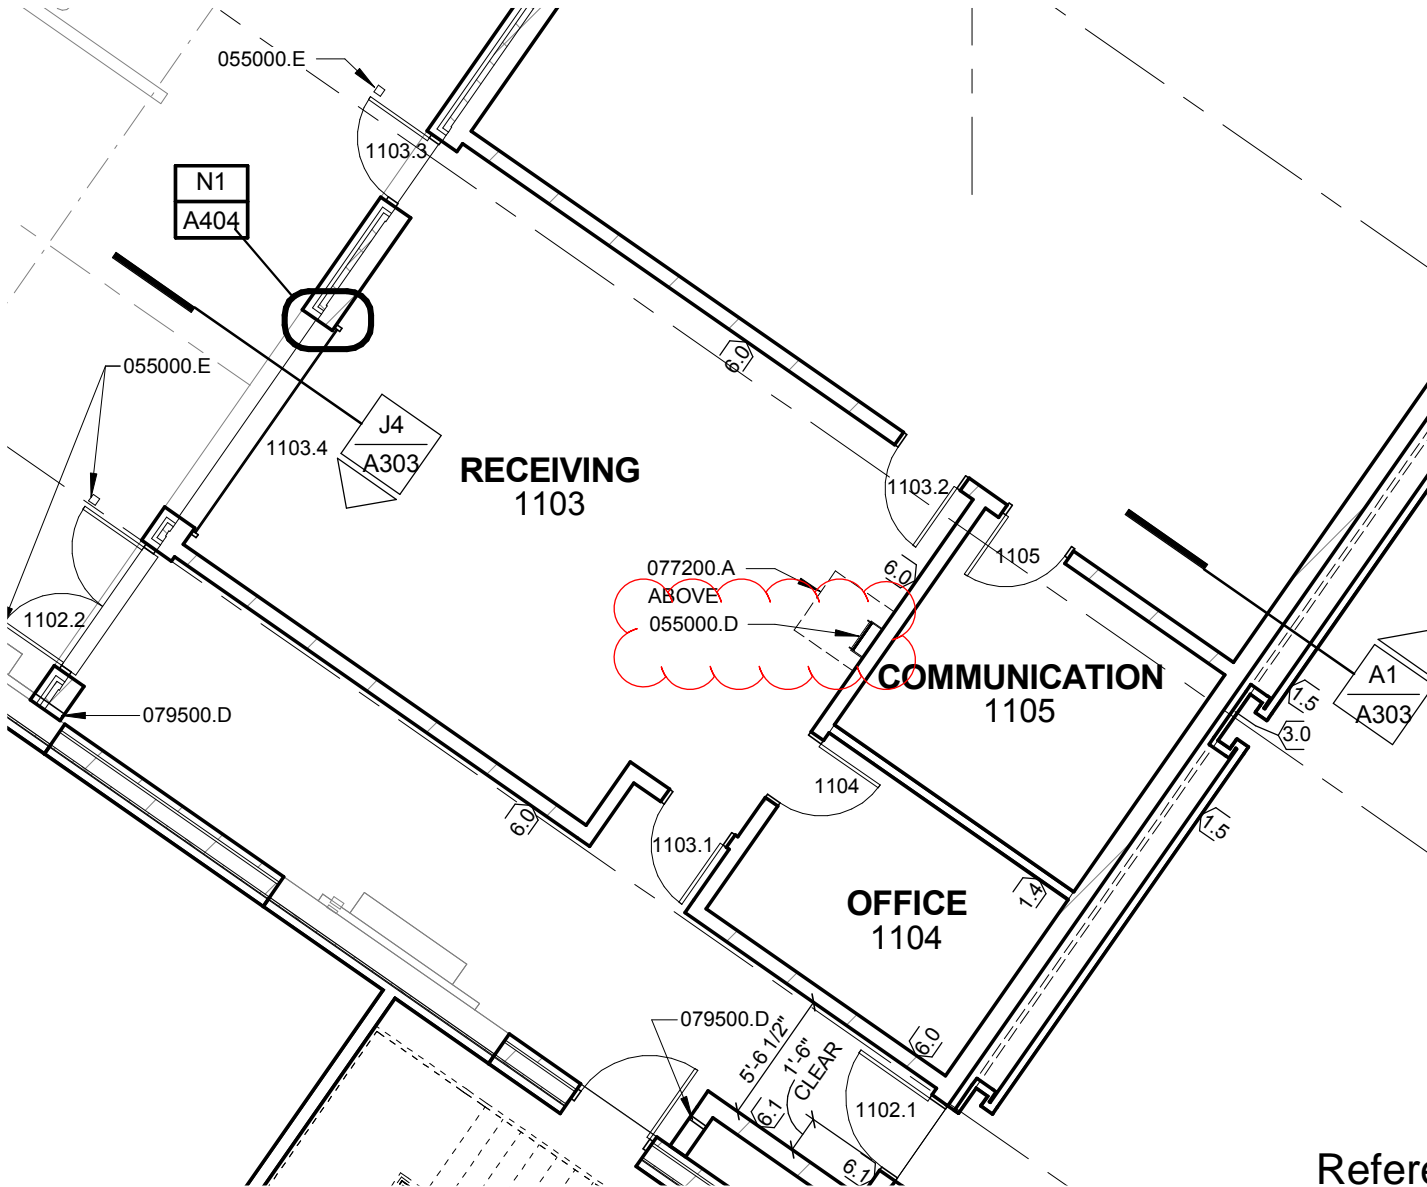 055000.E
1103.3
N1
A404
6.0
055000.E
1103.4
J4
A303
RECEIVING
1103
1103.2
1105
6.0
077200.A
ABOVE
055000.D
1102.2
COMMUNICATION
1105
A1
A303
1.5
3.0
079500.D
1104
6.0
1103.1
1.5
OFFICE
1104
1.4
079500.D
5'-6 1/2"
1'-6"
CLEAR
6.0
6.1
1102.1
6.1
Refere